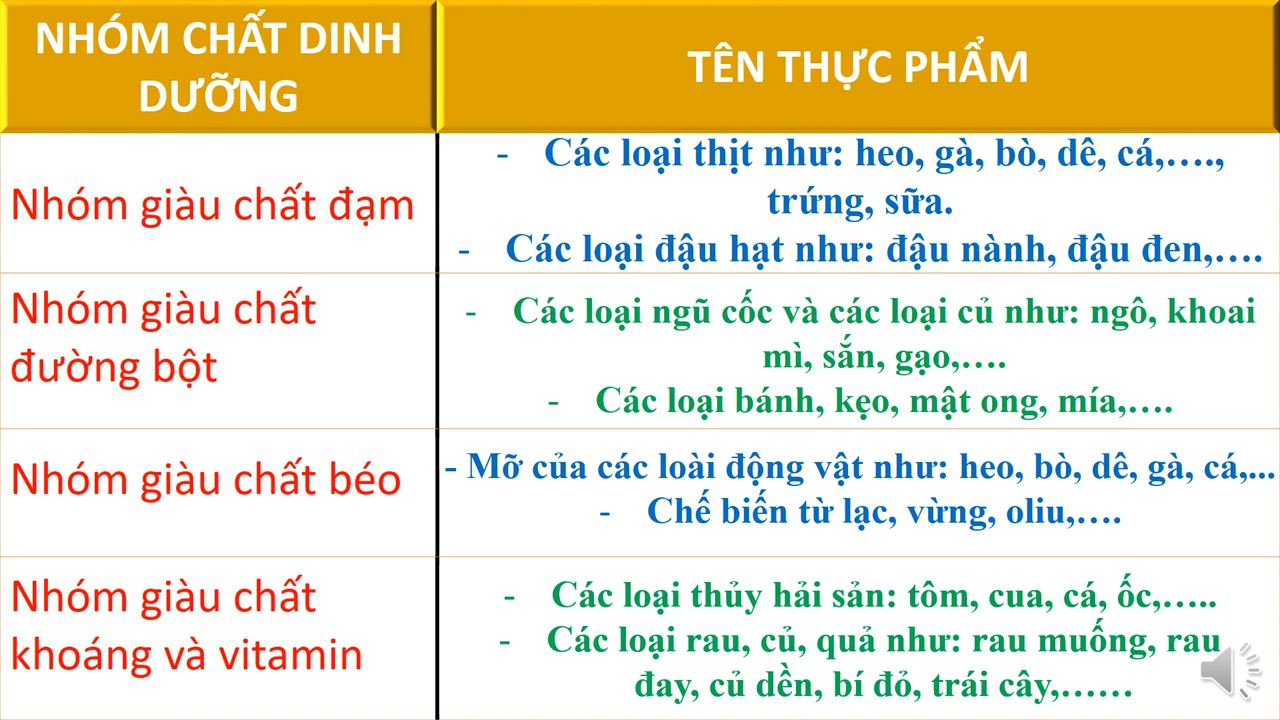 NHÓM CHẤT DINH
DƯỠNG
TÊN THỰC PHẨM
Nhóm giàu chất đạm
- Các loại thịt như: heo, gà, bò, dê, cá,….,
trứng, sữa.
- Các loại đậu hạt như: đậu nành, đậu đen,….
Nhóm giàu chất
đường bột
- Các loại ngũ cốc và các loại củ như: ngô, khoai
mì, sắn, gạo,….
- Các loại bánh, kẹo, mật ong, mía,….
Nhóm giàu chất béo
- Mỡ của các loài động vật như: heo, bò, dê, gà, cá,...
- Chế biến từ lạc, vừng, oliu,….
Nhóm giàu chất
khoáng và vitamin
- Các loại thủy hải sản: tôm, cua, cá, ốc,…..
- Các loại rau, củ, quả như: rau muống, rau
đay, củ dền, bí đỏ, trái cây,……